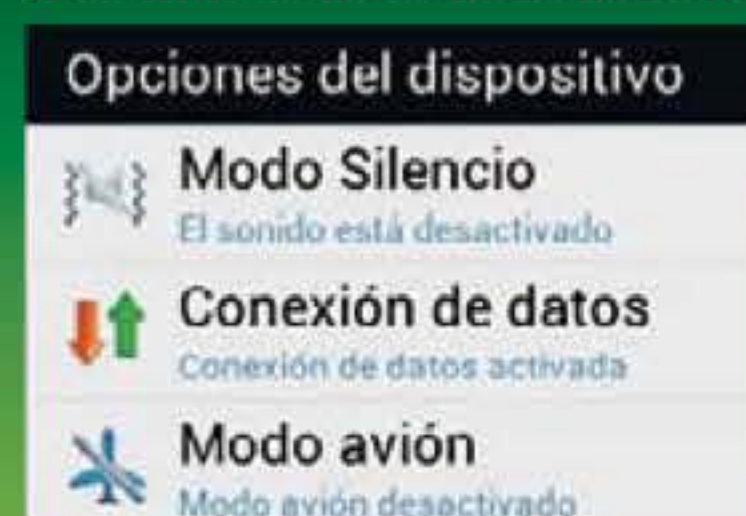 Opciones del dispositivo
Modo Silencio
El sonido está desactivado
Conexión de datos
Conexión de datos activada
Modo avión
Modo avión desactivado